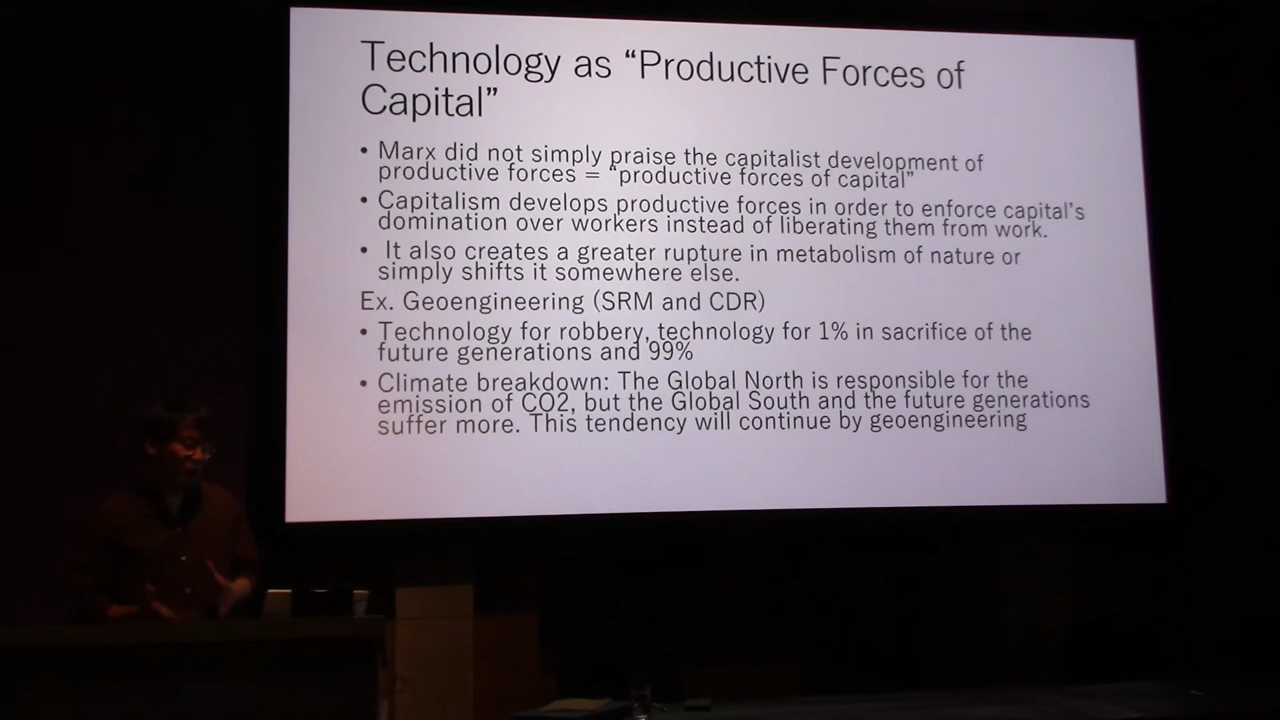 Technology as “Productive Forces of
Capital”
• Marx did not simply praise the capitalist development of
productive forces = “productive forces of capital”
• Capitalism develops productive forces in order to enforce capital's
domination over workers instead of liberating them from work.
• It also creates a greater rupture in metabolism of nature or
simply shifts it somewhere else.
Ex. Geoengineering (SRM and CDR)
• Technology for robbery, technology for 1% in sacrifice of the
future generations and 99%
• Climate breakdown: The Global North is responsible for the
emission of CO2, but the Global South and the future generations
suffer more. This tendency will continue by geoengineering